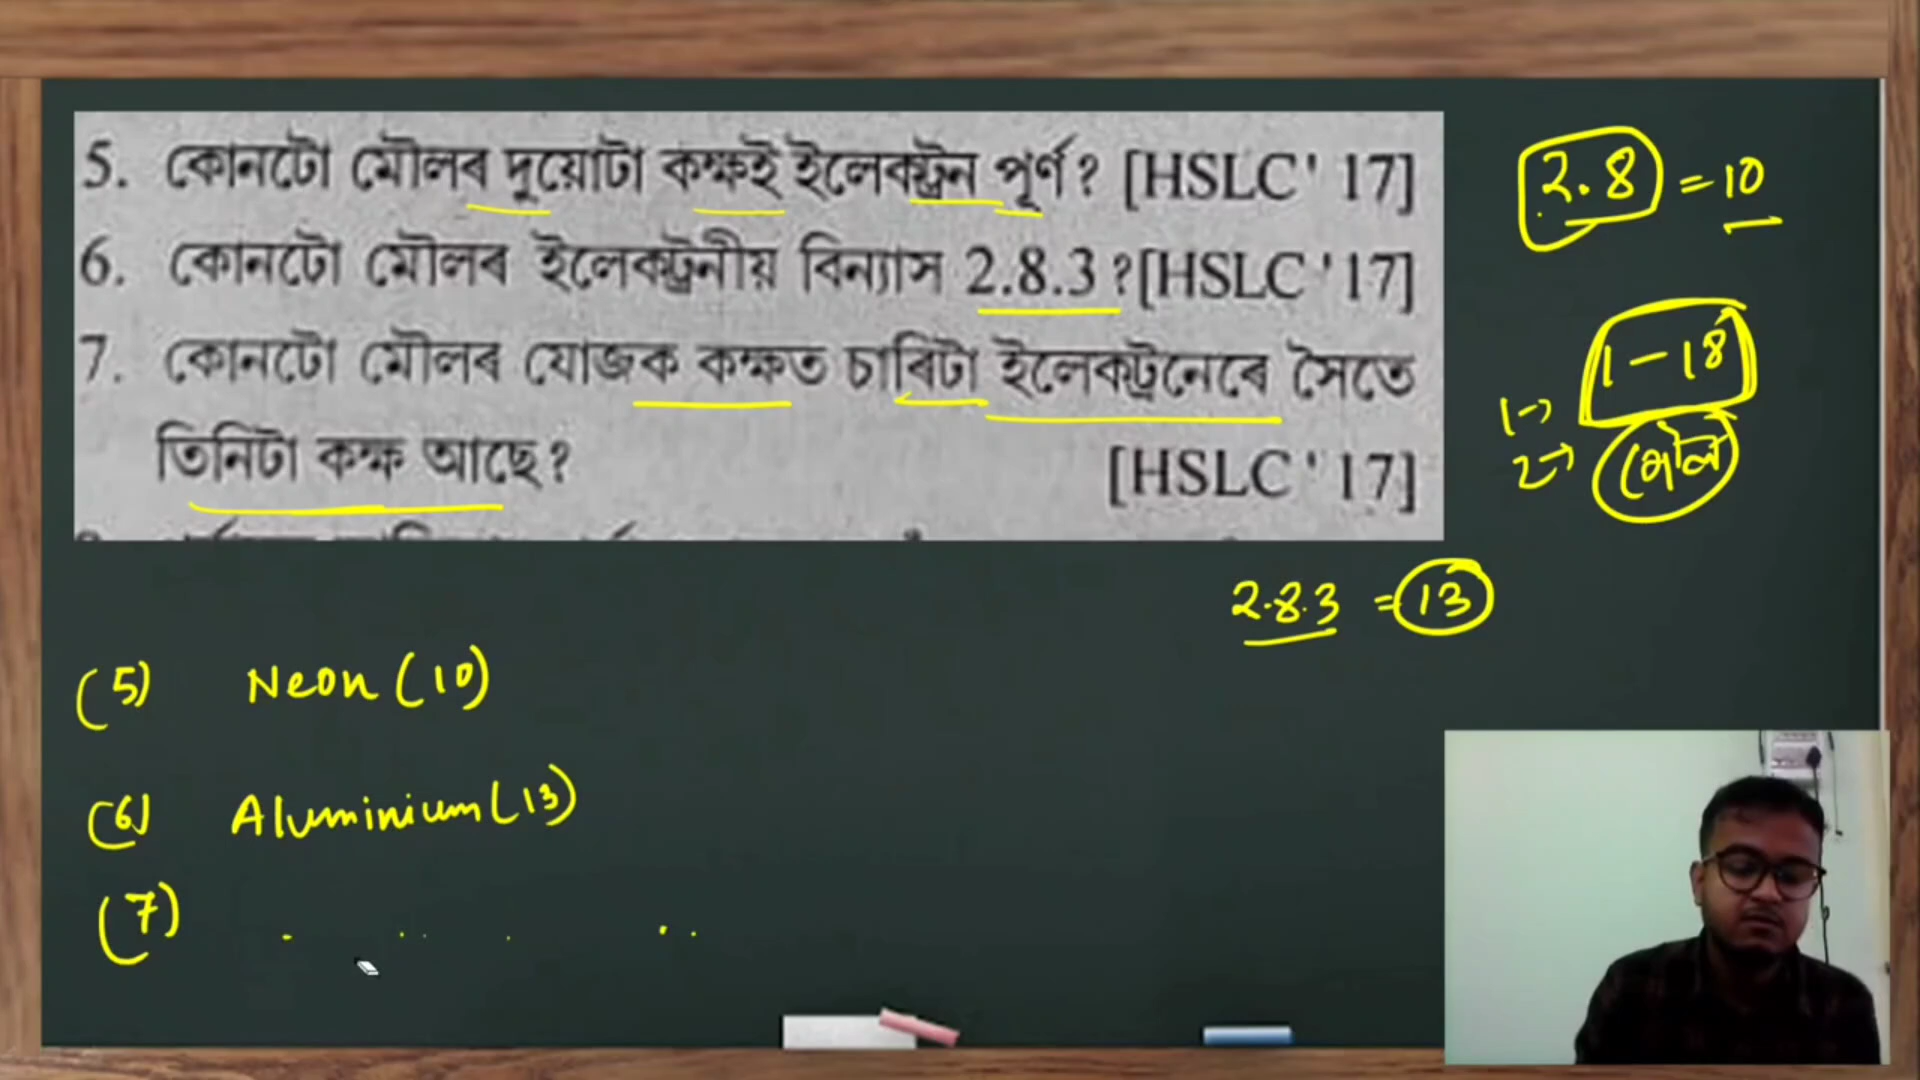 5. কোনটো মৌলৰ দুয়োটা কক্ষই ইলেকট্ৰন পূৰ্ণ? [HSLC' 17]
6. কোনটো মৌলৰ ইলেকট্ৰনীয় বিন্যাস 2.8.3 ? [HSLC '17]
7. কোনটো মৌলৰ যোজক কক্ষত চাৰিটা ইলেকট্ৰনেৰে সৈতে
তিনিটা কক্ষ আছে? [HSLC '17]
2.8 = 10
1-18
1→
2→ মৌল
2.8.3 = 13
(5) Neon (10)
(6) Aluminium (13)
(7)